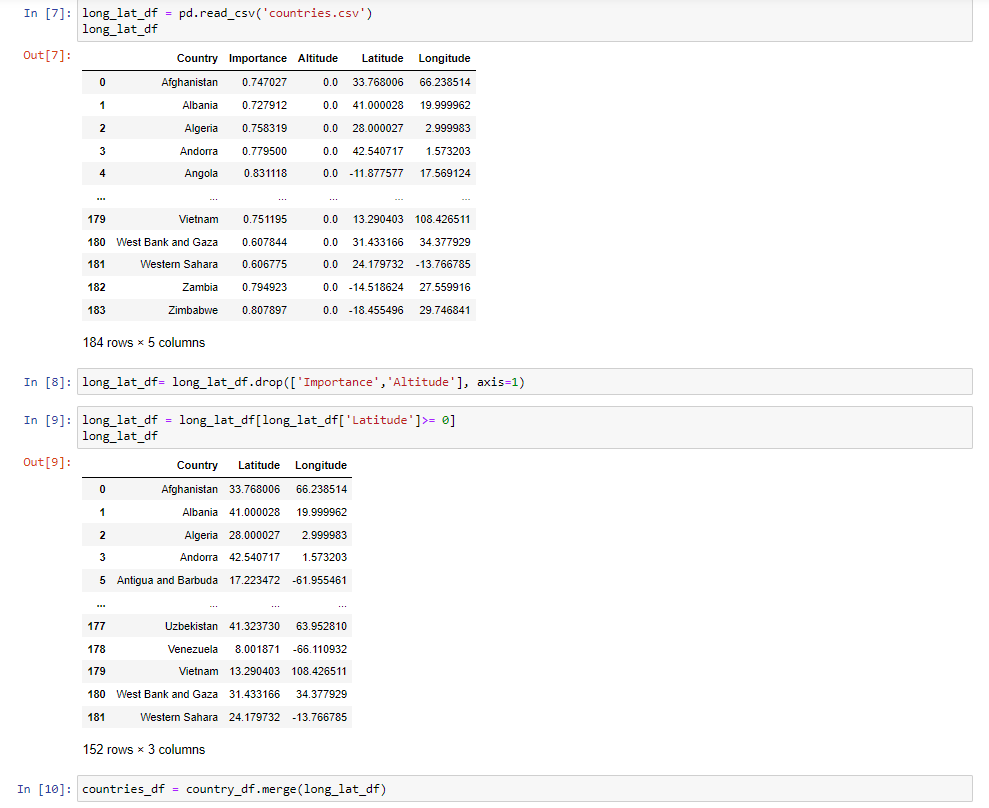 In [7]: long_lat_df = pd.read_csv('countries.csv')
long_lat_df
Out[7]:
Country Importance Altitude Latitude Longitude
0 Afghanistan 0.747027 0.0 33.768006 66.238514
1 Albania 0.727912 0.0 41.000028 19.999962
2 Algeria 0.758319 0.0 28.000027 2.999983
3 Andorra 0.779500 0.0 42.540717 1.573203
4 Angola 0.831118 0.0 -11.877577 17.569124
... ... ... ... ... ...
179 Vietnam 0.751195 0.0 13.290403 108.426511
180 West Bank and Gaza 0.607844 0.0 31.433166 34.377929
181 Western Sahara 0.606775 0.0 24.179732 -13.766785
182 Zambia 0.794923 0.0 -14.518624 27.559916
183 Zimbabwe 0.807897 0.0 -18.455496 29.746841
184 rows × 5 columns
In [8]: long_lat_df= long_lat_df.drop(['Importance','Altitude'], axis=1)
In [9]: long_lat_df = long_lat_df[long_lat_df['Latitude']>= 0]
long_lat_df
Out[9]:
Country Latitude Longitude
0 Afghanistan 33.768006 66.238514
1 Albania 41.000028 19.999962
2 Algeria 28.000027 2.999983
3 Andorra 42.540717 1.573203
5 Antigua and Barbuda 17.223472 -61.955461
... ... ... ...
177 Uzbekistan 41.323730 63.952810
178 Venezuela 8.001871 -66.110932
179 Vietnam 13.290403 108.426511
180 West Bank and Gaza 31.433166 34.377929
181 Western Sahara 24.179732 -13.766785
152 rows × 3 columns
In [10]: countries_df = country_df.merge(long_lat_df)